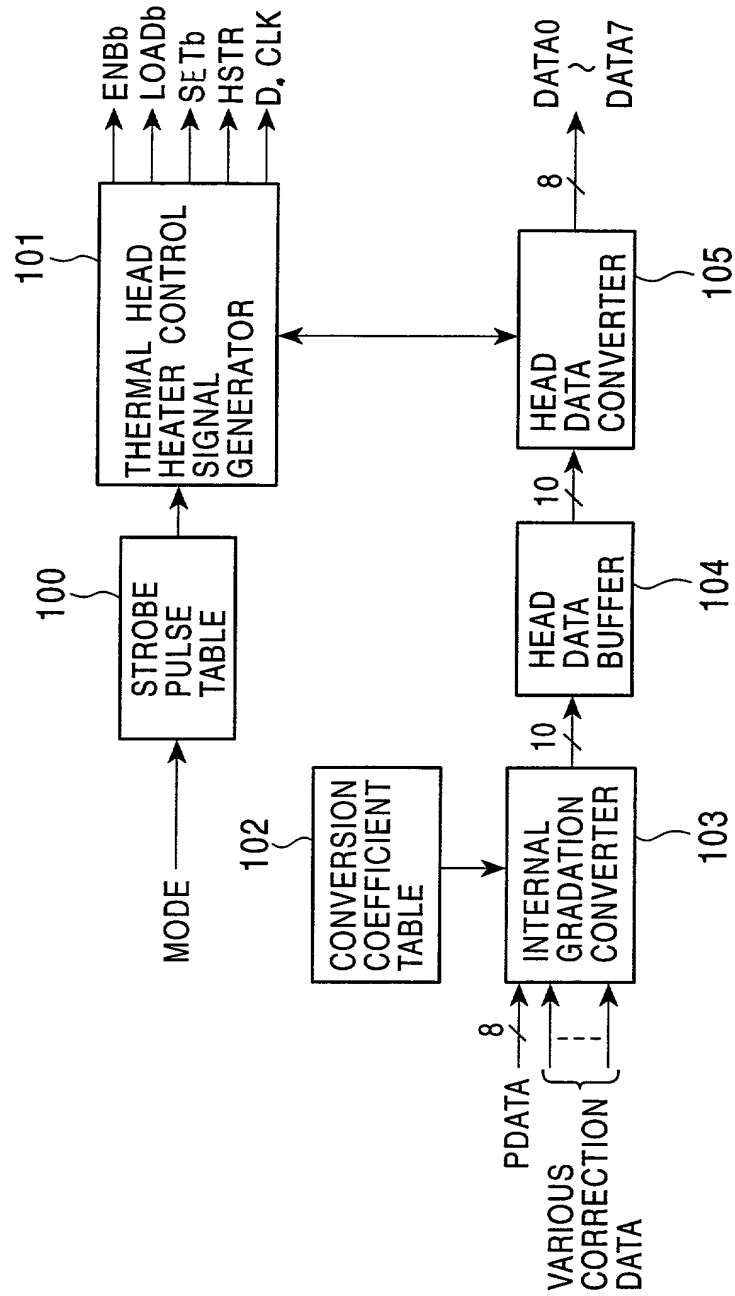 MODE
100
STROBE
PULSE
TABLE
101
THERMAL HEAD
HEATER CONTROL
SIGNAL
GENERATOR
ENBb
LOADb
SETb
HSTR
D. CLK
102
CONVERSION
COEFFICIENT
TABLE
PDATA
8
VARIOUS
CORRECTION
DATA
INTERNAL
GRADATION
CONVERTER
103
10
HEAD
DATA
BUFFER
104
10
HEAD
DATA
CONVERTER
105
8
DATA0
~
DATA7